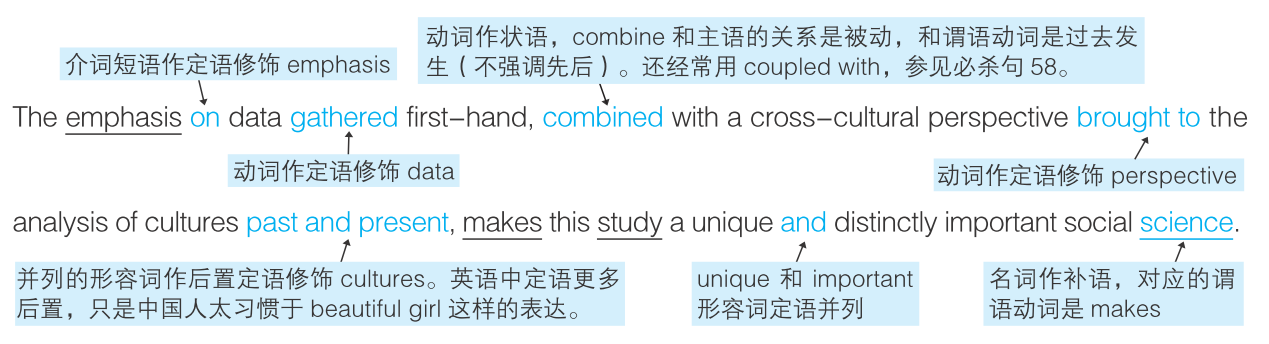 动词作状语，combine 和主语的关系是被动，和谓语动词是过去发
生（不强调先后）。还经常用 coupled with，参见必杀句 58。
介词短语作定语修饰 emphasis
The emphasis on data gathered first–hand, combined with a cross–cultural perspective brought to the
动词作定语修饰 data
动词作定语修饰 perspective
analysis of cultures past and present, makes this study a unique and distinctly important social science.
并列的形容词作后置定语修饰 cultures。英语中定语更多
后置，只是中国人太习惯于 beautiful girl 这样的表达。
unique 和 important
形容词定语并列
名词作补语，对应的谓
语动词是 makes